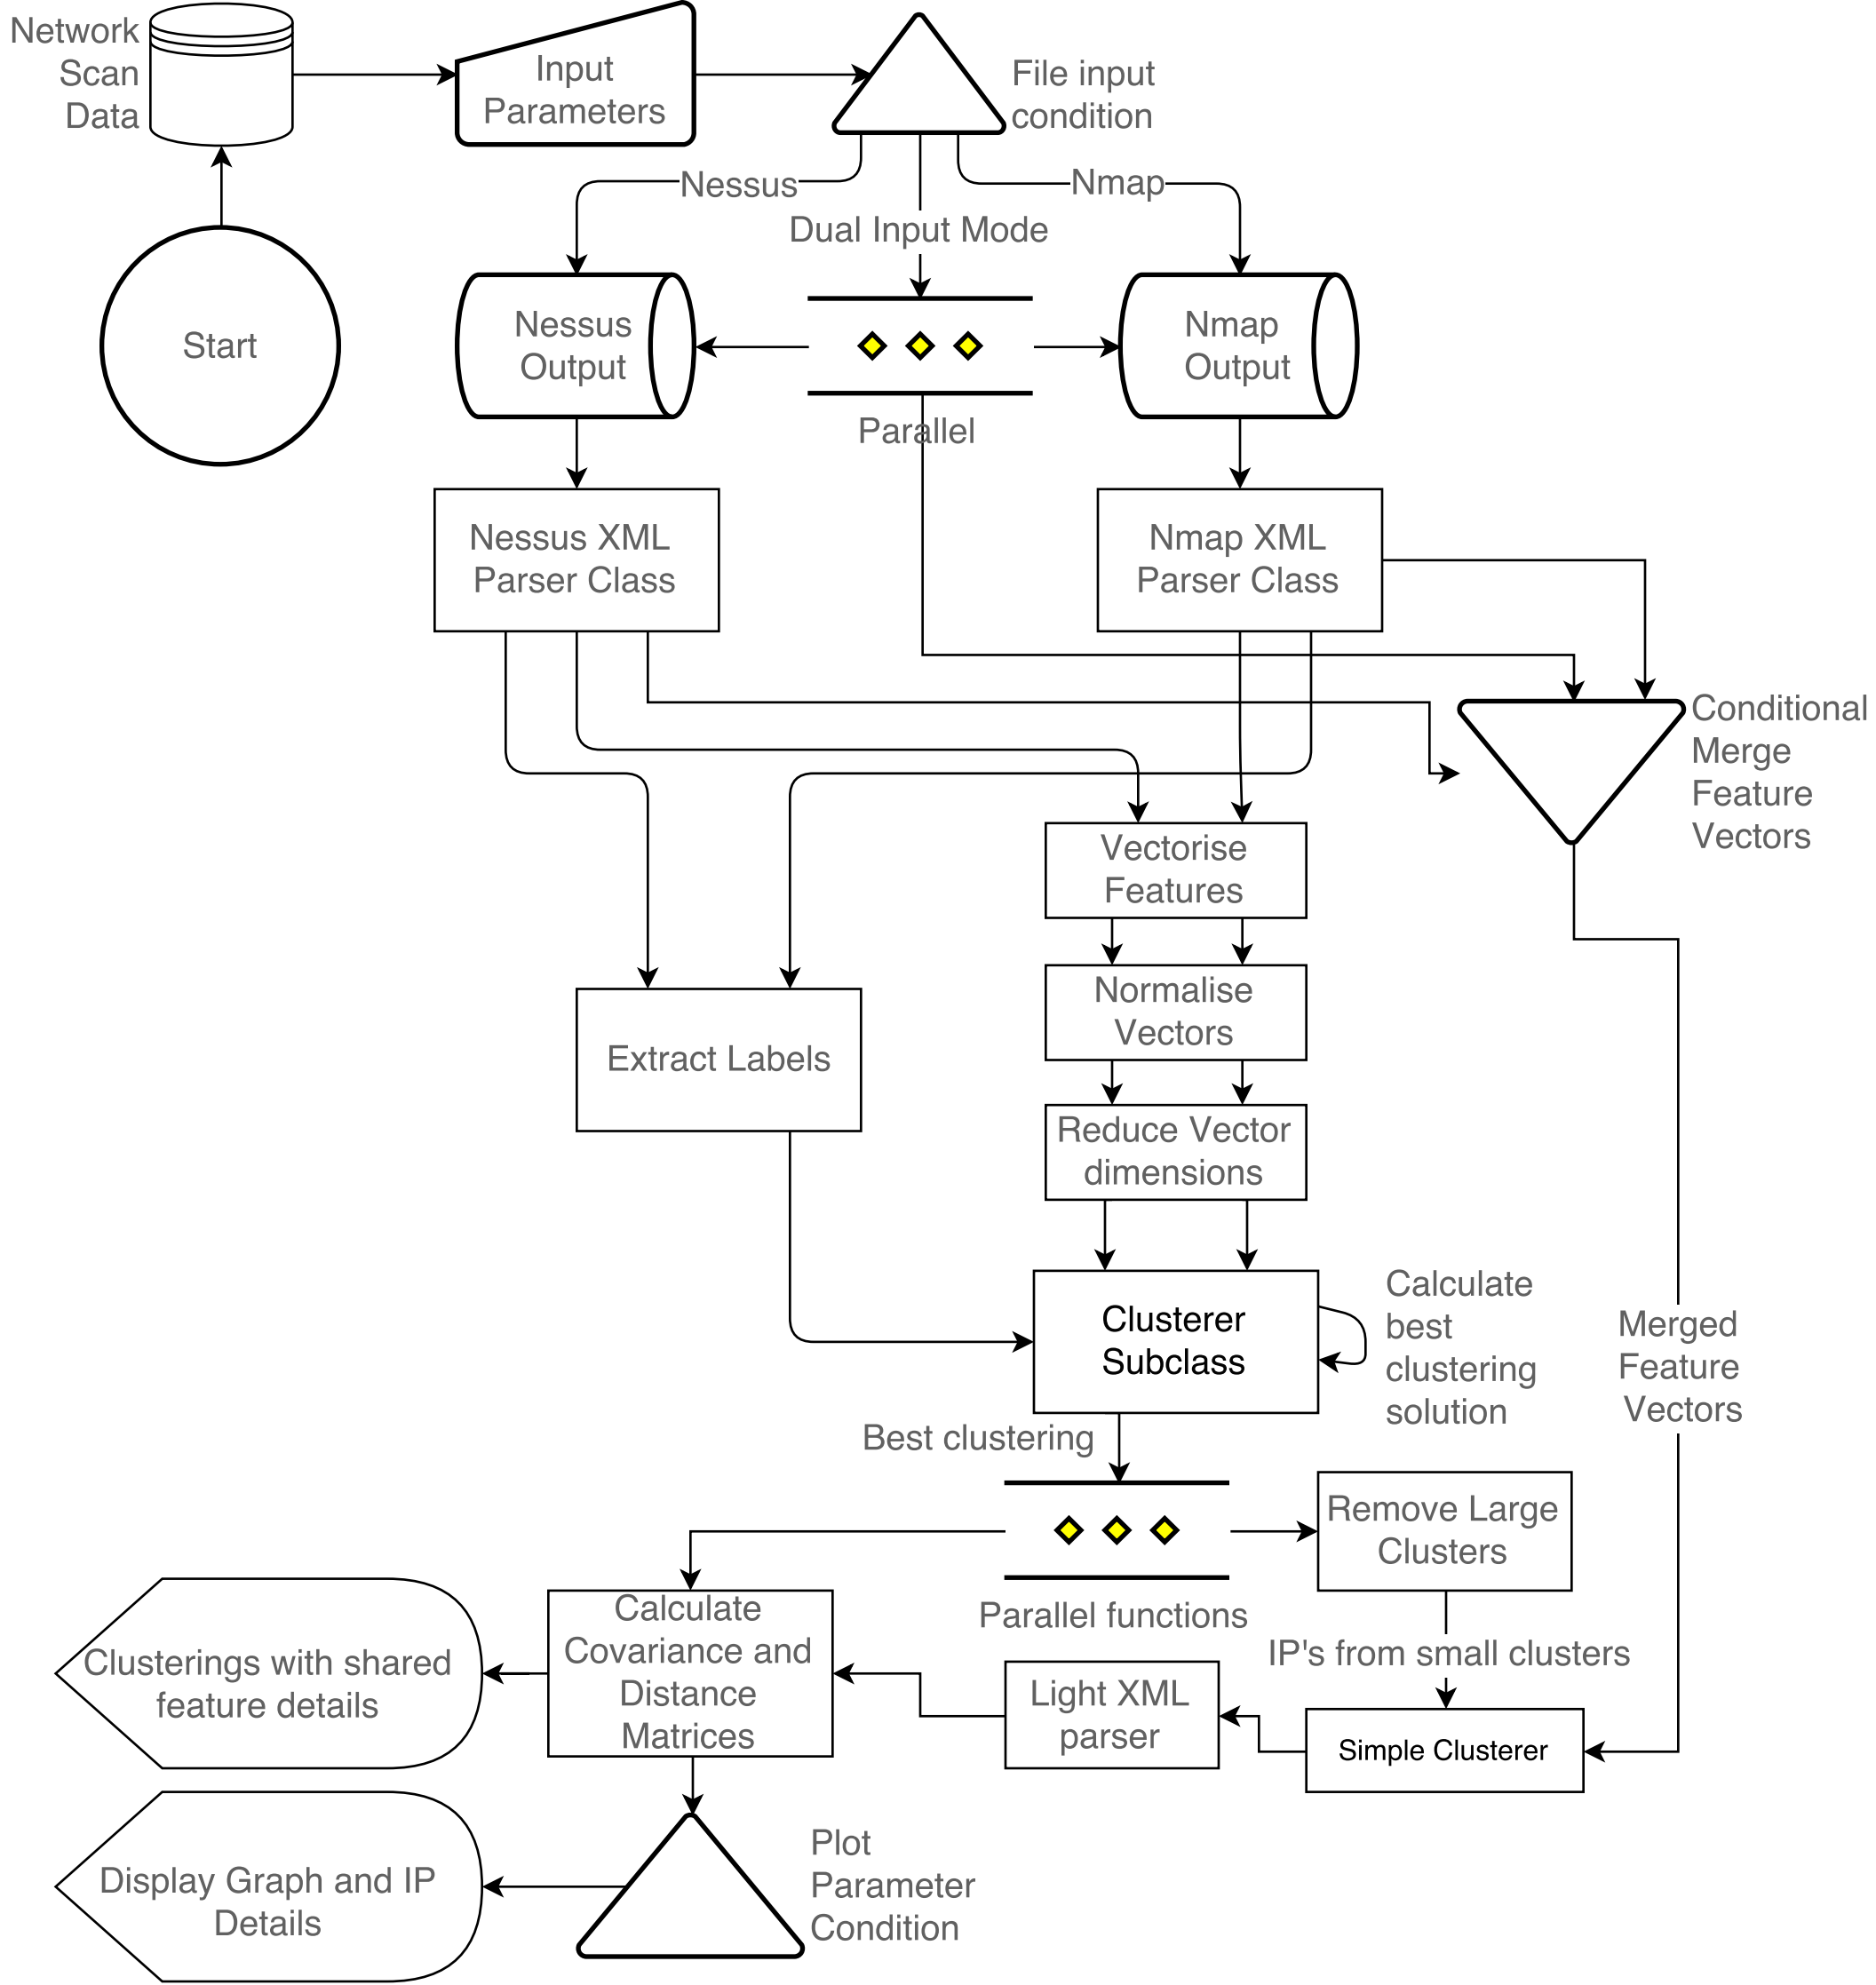 Network
Scan
Data
Input
Parameters
File input
condition
Nessus
Nmap
Dual Input Mode
Start
Nessus
Output
Nmap
Output
Parallel
Nessus XML
Parser Class
Nmap XML
Parser Class
Conditional
Merge
Feature
Vectors
Vectorise
Features
Normalise
Vectors
Extract Labels
Reduce Vector
dimensions
Clusterer
Subclass
Calculate
best
clustering
solution
Merged
Feature
Vectors
Best clustering
Remove Large
Clusters
Parallel functions
Calculate
Covariance and
Distance
Matrices
IP's from small clusters
Clusterings with shared
feature details
Light XML
parser
Simple Clusterer
Plot
Parameter
Condition
Display Graph and IP
Details